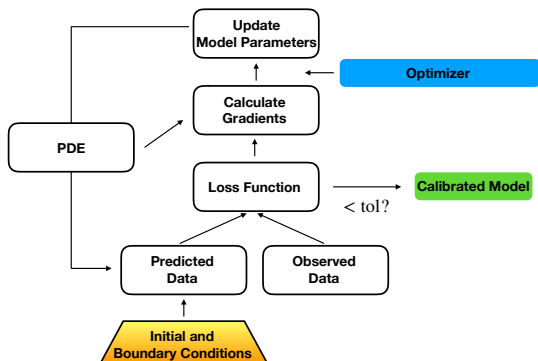 Update
Model Parameters
Optimizer
Calculate
Gradients
PDE
Loss Function
Calibrated Model
< tol?
Predicted
Data
Observed
Data
Initial and
Boundary Conditions